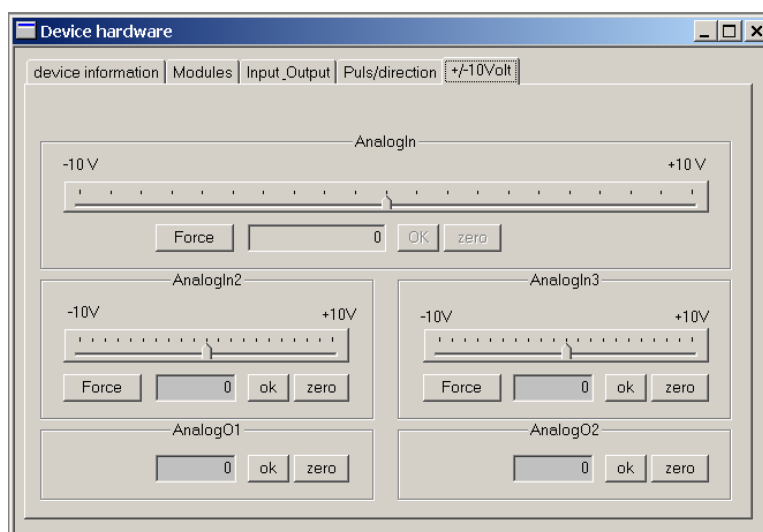 Device hardware
device information Modules Input_Output Puls/direction +/-10Volt
AnalogIn
-10 V +10 V
Force 0 OK zero
AnalogIn2 AnalogIn3
-10V +10V -10V +10V
Force 0 ok zero Force 0 ok zero
AnalogO1 AnalogO2
0 ok zero 0 ok zero